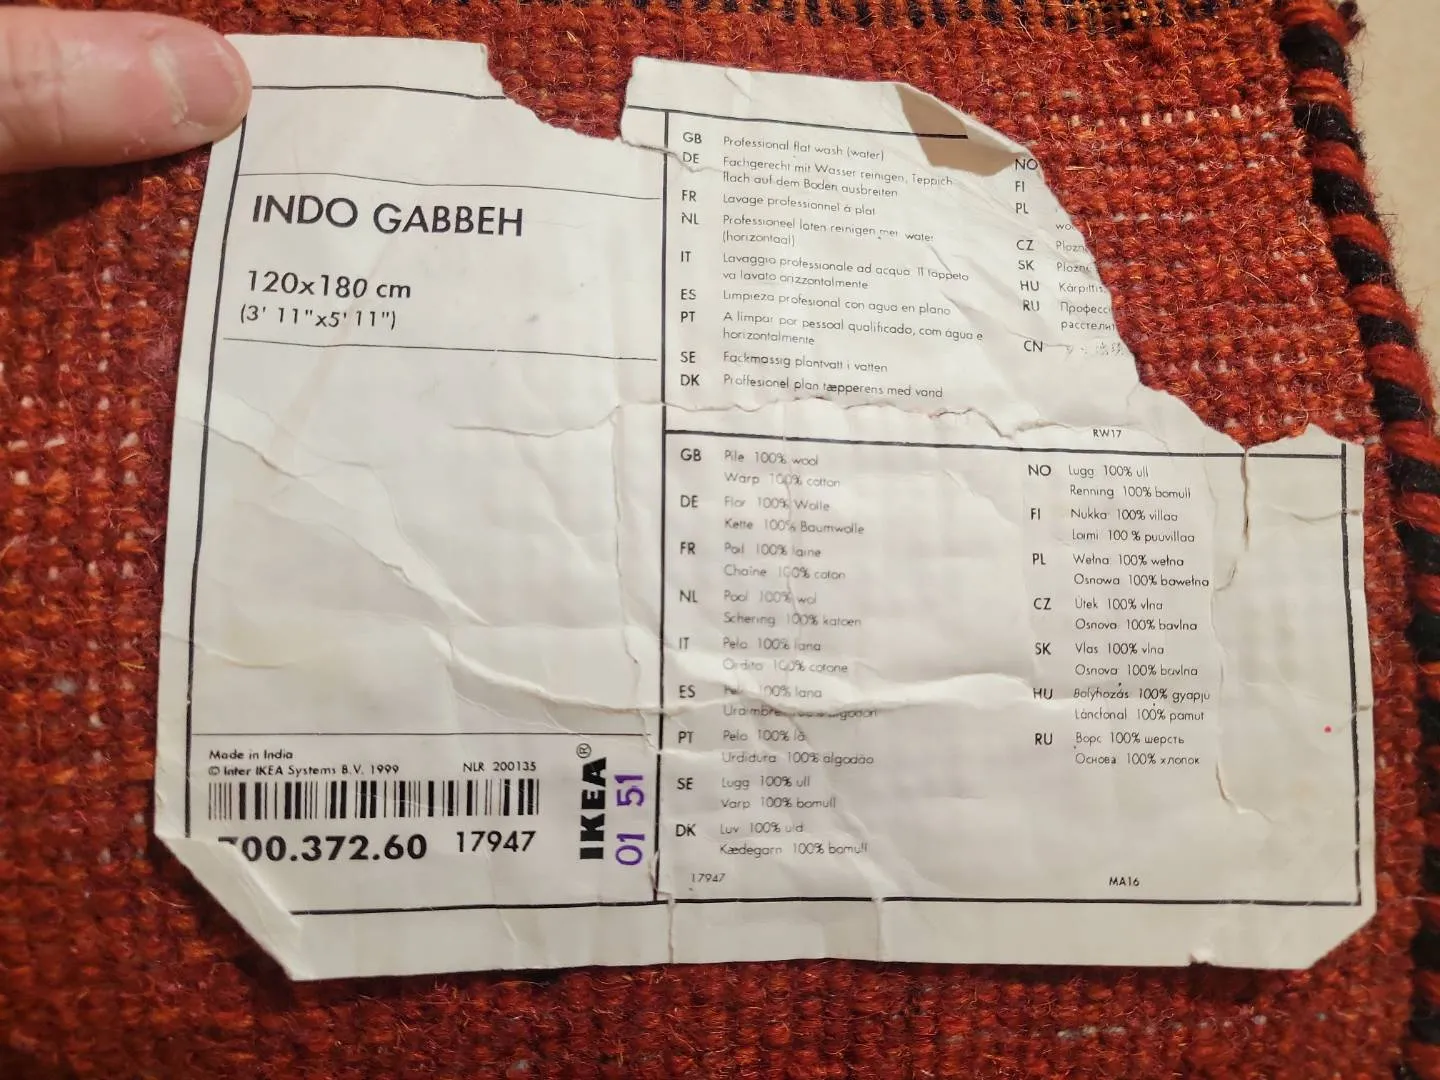 INDO GABBEH
120x180 cm
(3' 11"x5' 11")
Made in India
© Inter IKEA Systems B.V. 1999 NLR 200135
700.372.60 17947
IKEA®
01 51
GB Professional flat wash (water)
DE Fachgerecht mit Wasser reinigen, Teppich
flach auf dem Boden ausbreiten
FR Lavage professionnel à plat
NL Professioneel laten reinigen met water
(horizontaal)
IT Lavaggio professionale ad acqua. Il tappeto
va lavato orizzontalmente
ES Limpieza profesional con agua en plano
PT A limpar por pessoal qualificado, com água e
horizontalmente
SE Fackmässig plantvätt i vatten
DK Proffesionel plan tæpperens med vand
NO
FI
PL
CZ
SK
HU
RU
CN
RW17
GB Pile 100% wool
Warp 100% cotton
DE Flor 100% Wolle
Kette 100% Baumwolle
FR Poil 100% laine
Chaîne 100% coton
NL Pool 100% wol
Schering 100% katoen
IT Pelo 100% lana
Ordito 100% cotone
ES 100% lana
Urdimbre 100% algodón
PT Pelo 100% lã
Urdidura 100% algodão
SE Lugg 100% ull
Varp 100% bomull
DK Luv 100% uld
Kædegarn 100% bomull
17947
NO Lugg 100% ull
Renning 100% bomull
FI Nukka 100% villaa
Loimi 100 % puuvillaa
PL Wełna 100% wełna
Osnowa 100% bawełna
CZ Útek 100% vlna
Osnova 100% bavlna
SK Vlas 100% vlna
Osnova 100% bavlna
HU Bolyhozás 100% gyapjú
Láncfonal 100% pamut
RU Ворс 100% шерсть
Основа 100% хлопок
MA16